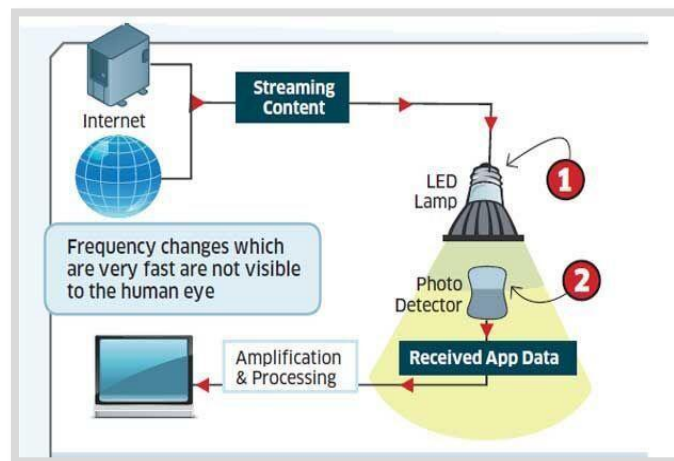 Streaming
Content
Internet
LED
Lamp
1
Frequency changes which
are very fast are not visible
to the human eye
Photo
Detector
2
Amplification
& Processing
Received App Data